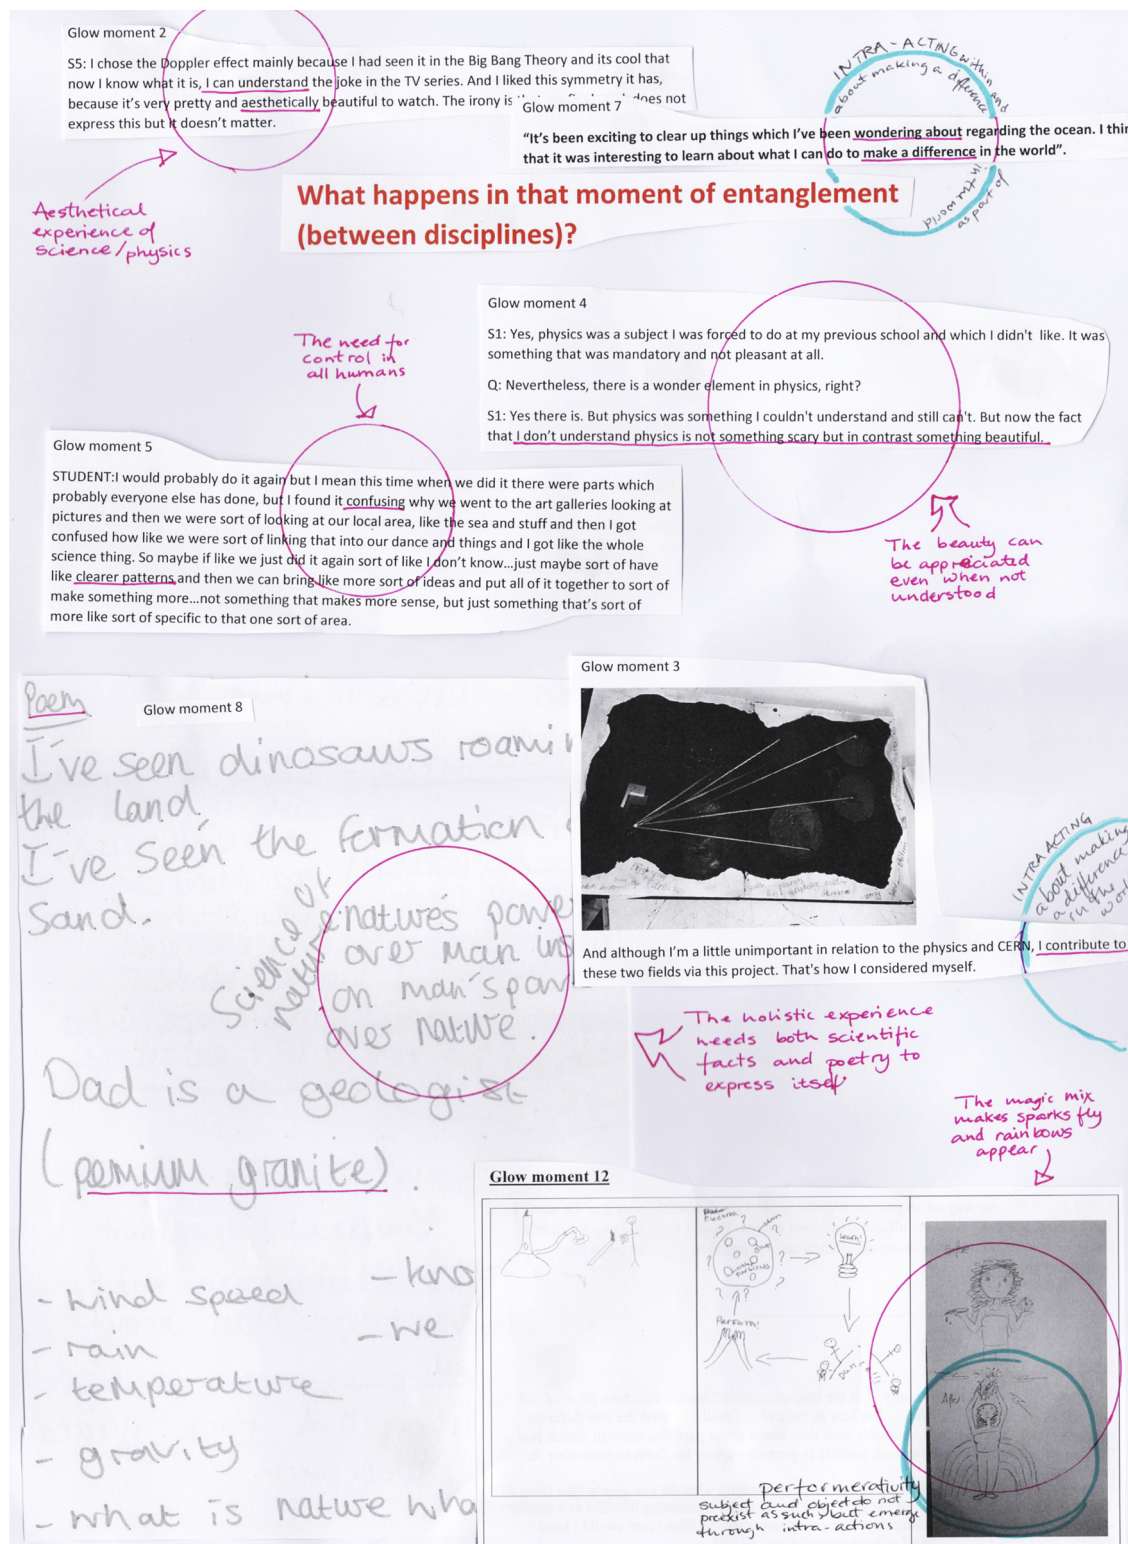 Glow moment 2
S5: I chose the Doppler effect mainly because I had seen it in the Big Bang Theory and its cool that
now I know what it is, I can understand the joke in the TV series. And I liked this symmetry it has,
because it's very pretty and aesthetically beautiful to watch. The irony is does not
express this but it doesn't matter.
Aesthetical
experience of
science/physics
INTRA-ACTING within and
about making a difference
in the world
as part of
Glow moment 7
"It's been exciting to clear up things which I've been wondering about regarding the ocean. I thin
that it was interesting to learn about what I can do to make a difference in the world".
What happens in that moment of entanglement
(between disciplines)?
Glow moment 4
S1: Yes, physics was a subject I was forced to do at my previous school and which I didn't like. It was
something that was mandatory and not pleasant at all.
Q: Nevertheless, there is a wonder element in physics, right?
S1: Yes there is. But physics was something I couldn't understand and still can't. But now the fact
that I don't understand physics is not something scary but in contrast something beautiful.
The need for
control in
all humans
The beauty can
be appreciated
even when not
understood
Glow moment 5
STUDENT:I would probably do it again but I mean this time when we did it there were parts which
probably everyone else has done, but I found it confusing why we went to the art galleries looking at
pictures and then we were sort of looking at our local area, like the sea and stuff and then I got
confused how like we were sort of linking that into our dance and things and I got like the whole
science thing. So maybe if like we just did it again sort of like I don't know...just maybe sort of have
like clearer patterns and then we can bring like more sort of ideas and put all of it together to sort of
make something more...not something that makes more sense, but just something that's sort of
more like sort of specific to that one sort of area.
Poem
Glow moment 8
I've seen dinosaws roamin
the land
I've seen the formation
Sand.
Science of
nature
natures power
over man ins
on man's pow
over nature.
Dad is a geologist
(pemium granite).
- wind speed
- rain
- temperature
- gravity
- what is nature wha
- kno
- we
Glow moment 3
And although I'm a little unimportant in relation to the physics and CERN, I contribute to
these two fields via this project. That's how I considered myself.
INTRA ACTING
about making
a difference
in the
wor
The holistic experience
needs both scientific
facts and poetry to
express itself
The magic mix
makes sparks fly
and rainbows
appear
Glow moment 12
Learn!
Perform!
Dance!!!
After
performerativity
subject and object do not
preexist as such, but emerge
through intra-actions